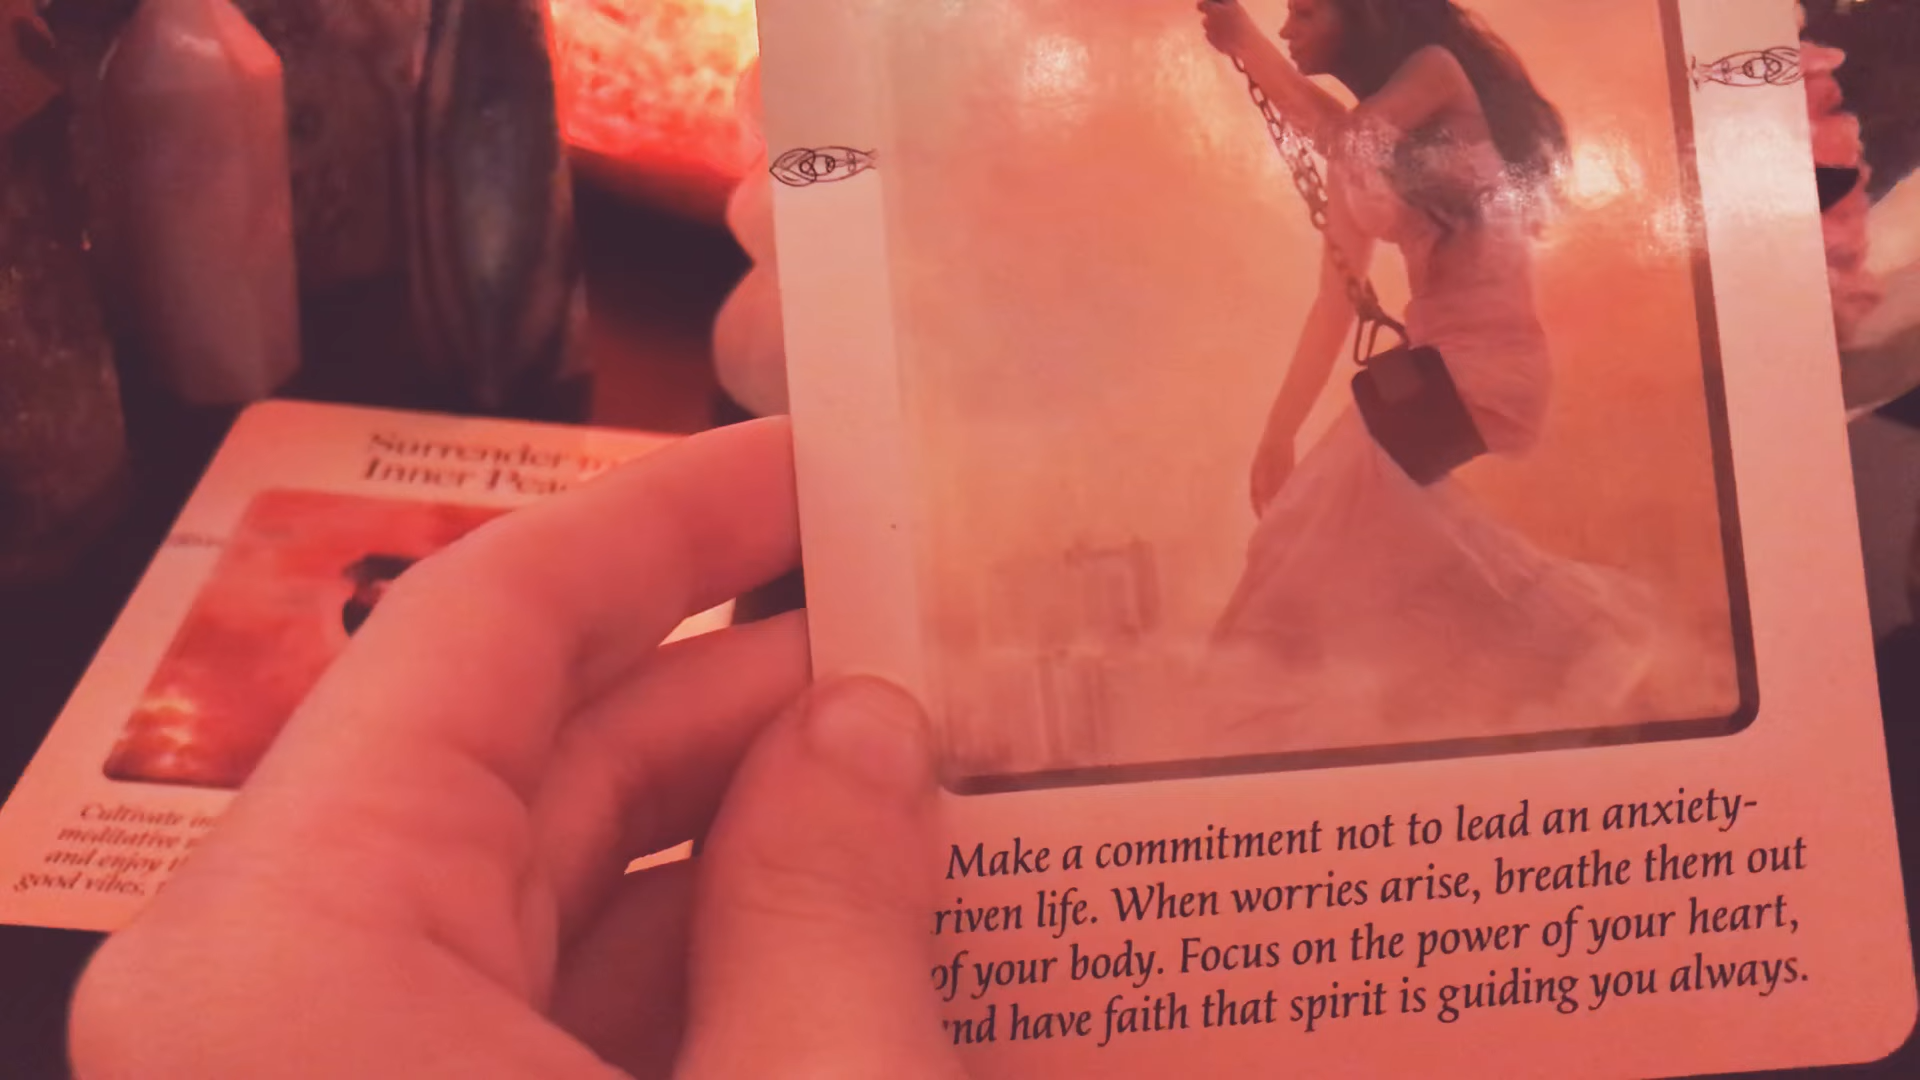 Surrender
Inner
Cultivate
meditative
and enjoy
good vibes.
Make a commitment not to lead an anxiety-
riven life. When worries arise, breathe them out
of your body. Focus on the power of your heart,
nd have faith that spirit is guiding you always.